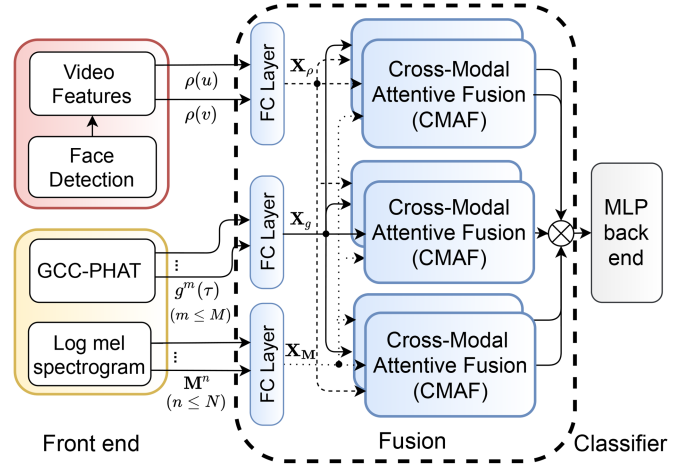 Video
Features
Face
Detection
ρ(u)
ρ(v)
GCC-PHAT
⋮
g^m(τ)
(m ≤ M)
Log mel
spectrogram
⋮
M^n
(n ≤ N)
Front end
FC Layer
X_ρ
FC Layer
X_g
FC Layer
X_M
Cross-Modal
Attentive Fusion
(CMAF)
Cross-Modal
Attentive Fusion
(CMAF)
Cross-Modal
Attentive Fusion
(CMAF)
Fusion
MLP
back
end
Classifier